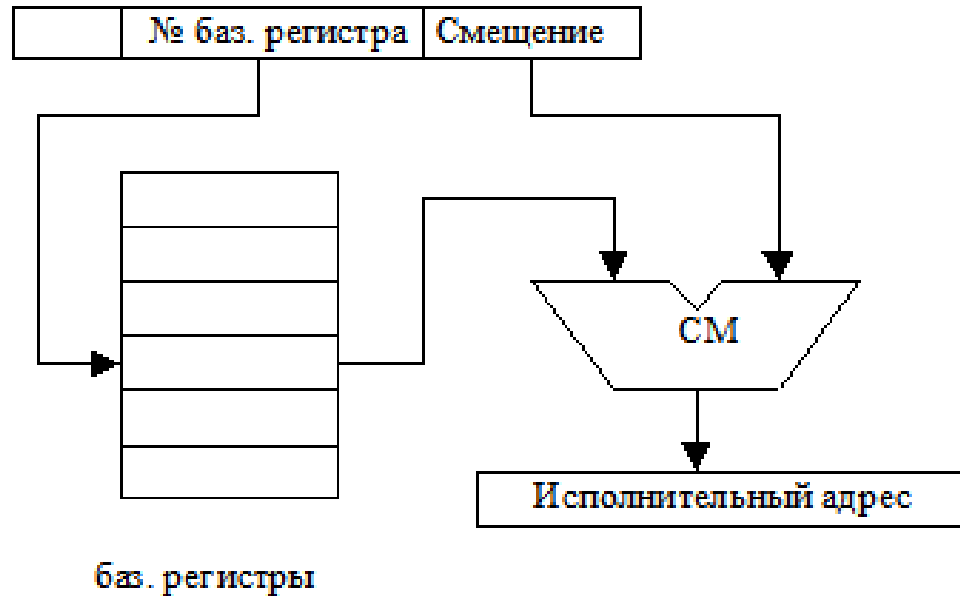 № баз. регистра Смещение
СМ
Исполнительный адрес
баз. регистры